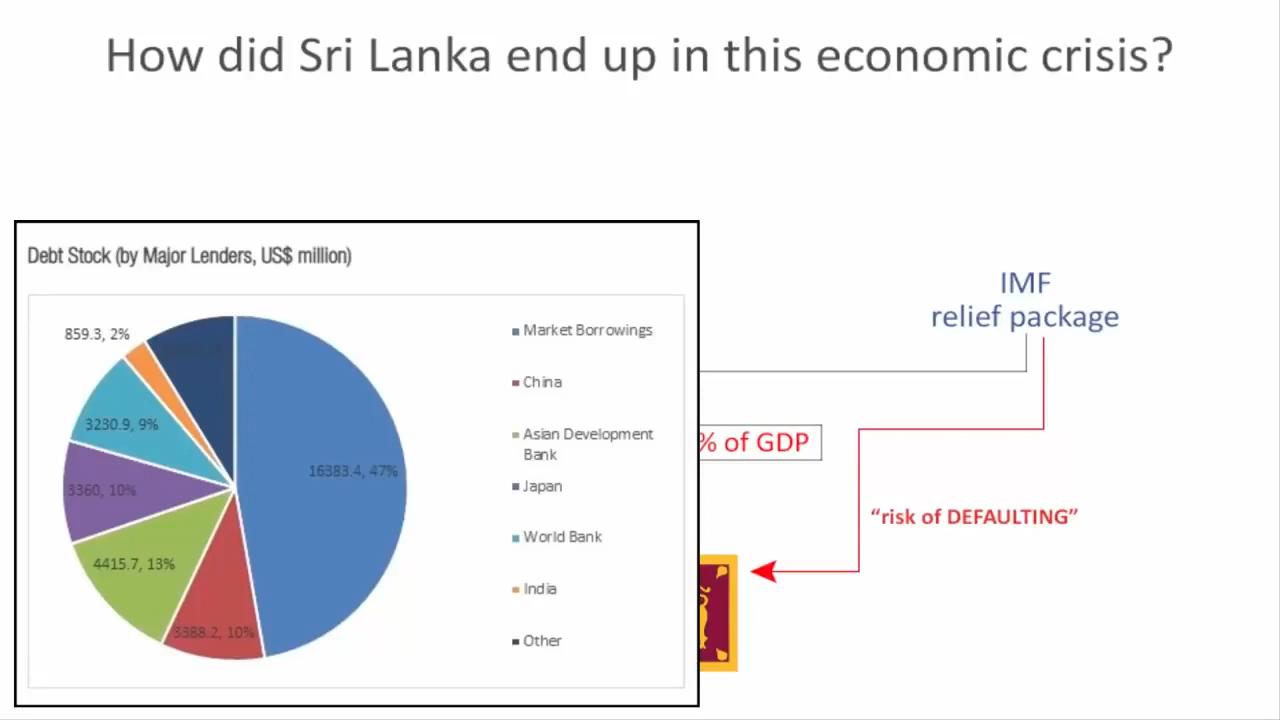 How did Sri Lanka end up in this economic crisis?
Debt Stock (by Major Lenders, US$ million)
859.3, 2%
3230.9, 9%
16383.4, 47%
3360, 10%
4415.7, 13%
3388.2, 10%
Market Borrowings
China
Asian Development
Bank
Japan
World Bank
India
Other
IMF
relief package
% of GDP
“risk of DEFAULTING”